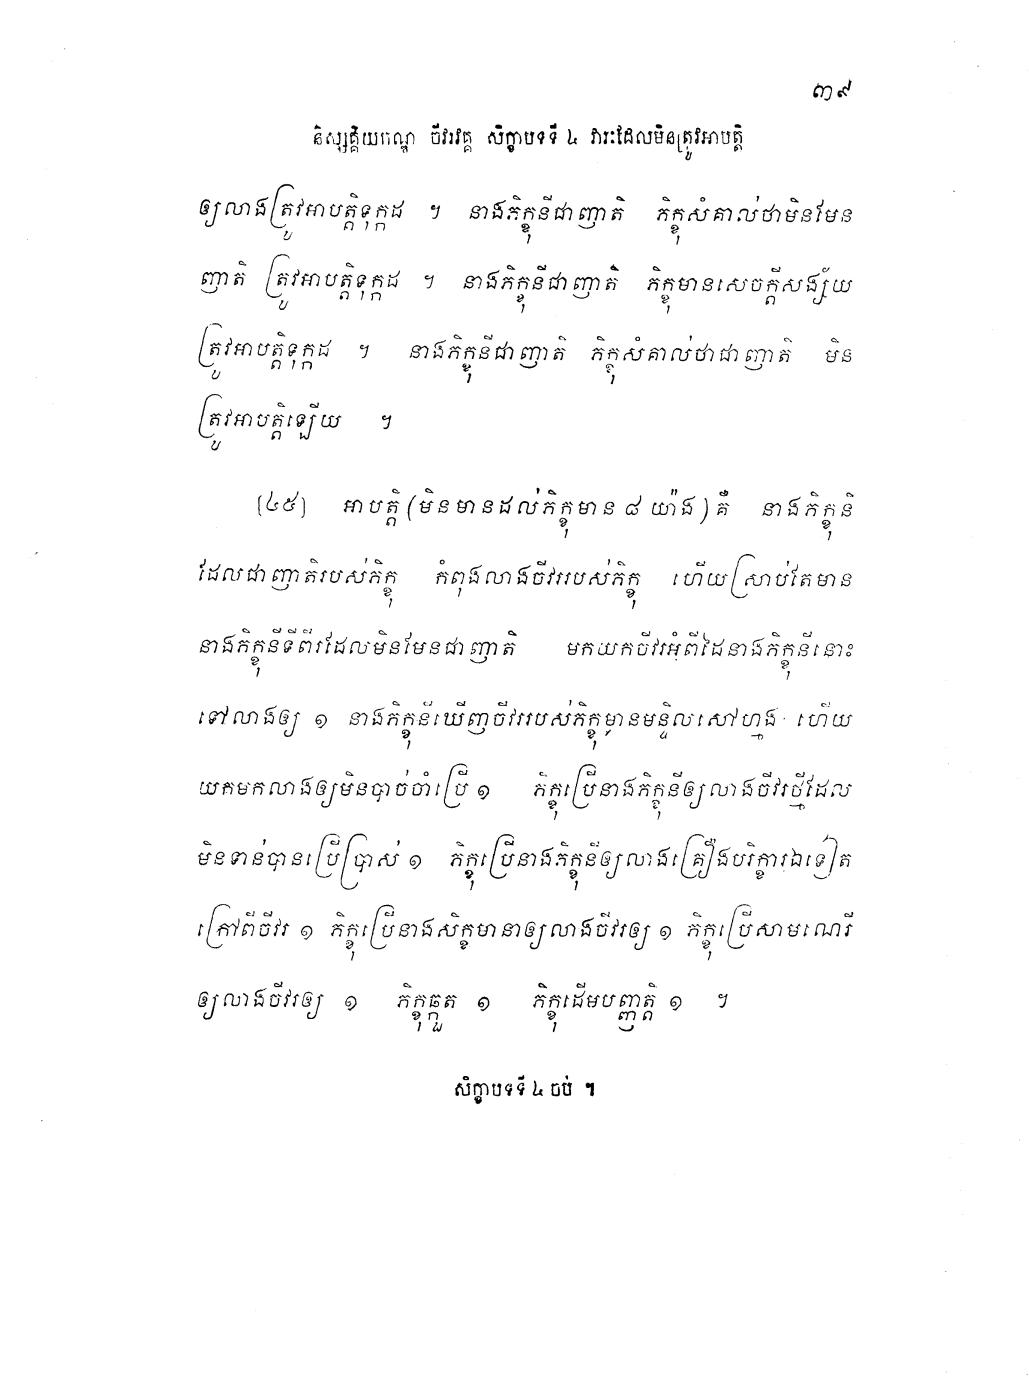 ៣៩
និស្សគ្គិយកណ្ឌ ចីវរវគ្គ សិក្ខាបទទី ៤ វារៈដែលមិនត្រូវអាបត្តិ
ឲ្យលាងត្រូវអាបត្តិទុក្កដ ។ នាងភិក្ខុនីជាញាតិ ភិក្ខុសំគាល់ថាមិនមែន
ញាតិ ត្រូវអាបត្តិទុក្កដ ។ នាងភិក្ខុនីជាញាតិ ភិក្ខុមានសេចក្តីសង្ស័យ
ត្រូវអាបត្តិទុក្កដ ។ នាងភិក្ខុនីជាញាតិ ភិក្ខុសំគាល់ថាជាញាតិ មិន
ត្រូវអាបត្តិឡើយ ។
[៤៥] អាបត្តិ (មិនមានដល់ភិក្ខុមាន ៨ យ៉ាង) គឺ នាងភិក្ខុនី
ដែលជាញាតិរបស់ភិក្ខុ កំពុងលាងចីវររបស់ភិក្ខុ ហើយស្រាប់តែមាន
នាងភិក្ខុនីទីពីរដែលមិនមែនជាញាតិ មកយកចីវរអំពីដៃនាងភិក្ខុនីនោះ
ទៅលាងឲ្យ ១ នាងភិក្ខុនីឃើញចីវររបស់ភិក្ខុមានមន្ទិលសៅហ្មង ហើយ
យកមកលាងឲ្យមិនបាច់ចាំប្រើ ១ ភិក្ខុប្រើនាងភិក្ខុនីឲ្យលាងចីវរថ្មីដែល
មិនទាន់បានប្រើប្រាស់ ១ ភិក្ខុប្រើនាងភិក្ខុនីឲ្យលាងគ្រឿងបរិក្ខារឯទៀត
ក្រៅពីចីវរ ១ ភិក្ខុប្រើនាងសិក្ខមានាឲ្យលាងចីវរឲ្យ ១ ភិក្ខុប្រើសាមណេរី
ឲ្យលាងចីវរឲ្យ ១ ភិក្ខុឆ្កួត ១ ភិក្ខុដើមបញ្ញត្តិ ១ ។
សិក្ខាបទទី ៤ ចប់ ។